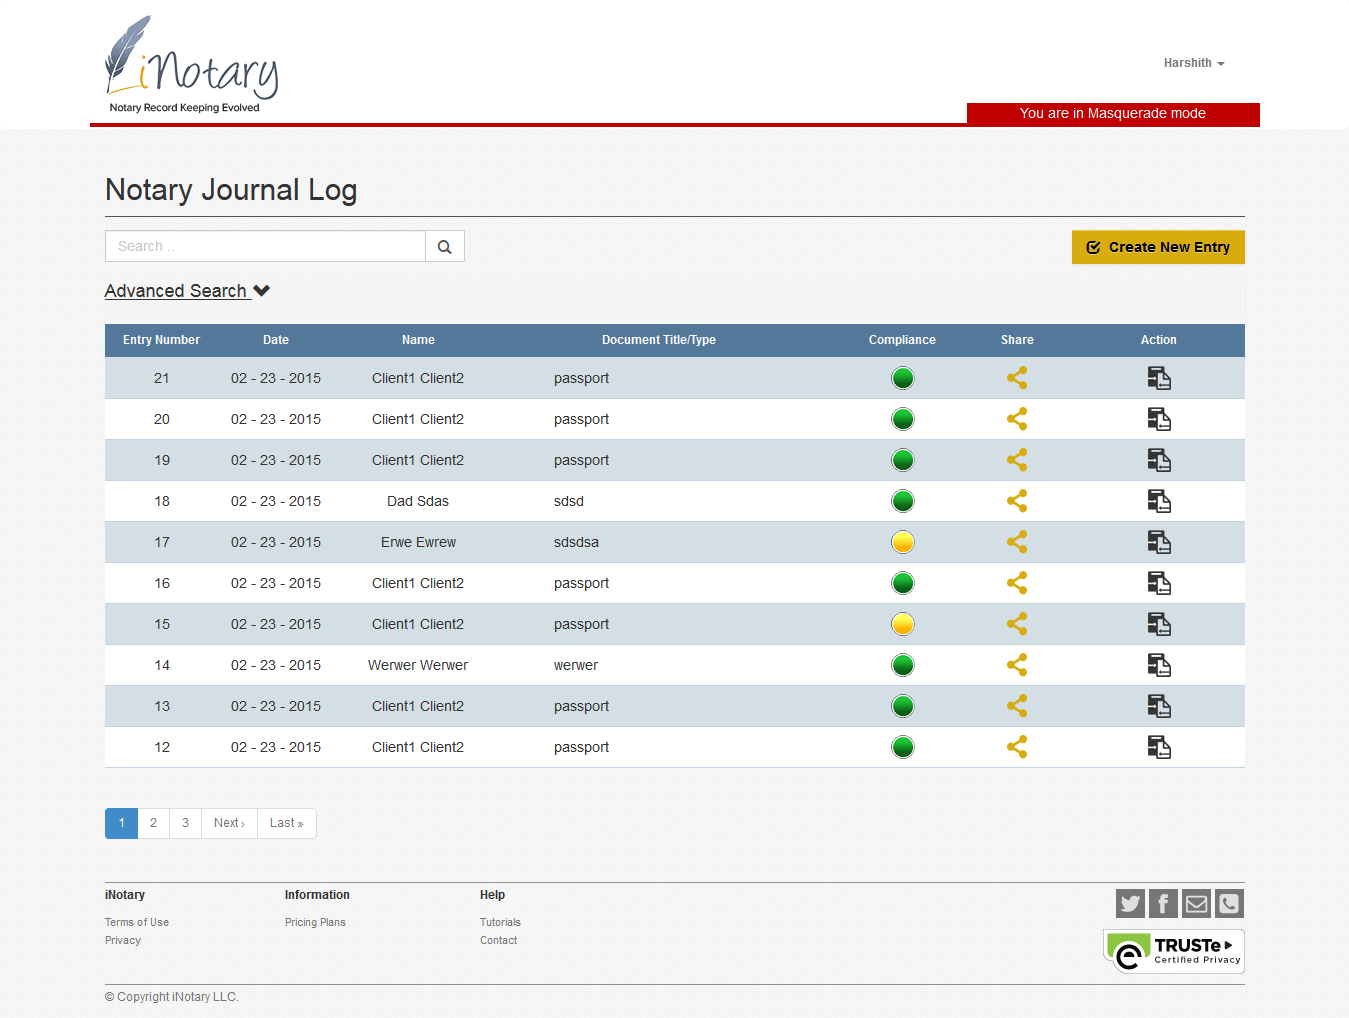 iNotary
Notary Record Keeping Evolved
Harshith
You are in Masquerade mode
Notary Journal Log
Search ..
Create New Entry
Advanced Search
Entry Number Date Name Document Title/Type Compliance Share Action
21 02 - 23 - 2015 Client1 Client2 passport
20 02 - 23 - 2015 Client1 Client2 passport
19 02 - 23 - 2015 Client1 Client2 passport
18 02 - 23 - 2015 Dad Sdas sdsd
17 02 - 23 - 2015 Erwe Ewrew sdsdsa
16 02 - 23 - 2015 Client1 Client2 passport
15 02 - 23 - 2015 Client1 Client2 passport
14 02 - 23 - 2015 Werwer Werwer werwer
13 02 - 23 - 2015 Client1 Client2 passport
12 02 - 23 - 2015 Client1 Client2 passport
1 2 3 Next › Last »
iNotary Information Help
Terms of Use Pricing Plans Tutorials
Privacy Contact
TRUSTe
Certified Privacy
© Copyright iNotary LLC.